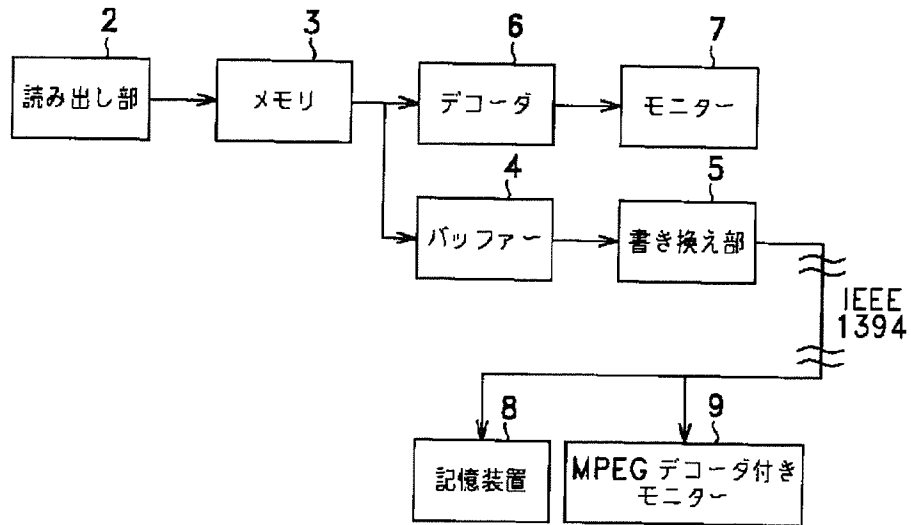 2
3
6
7
読み出し部
メモリ
デコーダ
モニター
4
5
バッファー
書き換え部
IEEE
1394
8
9
記憶装置
MPEG デコーダ付き
モニター